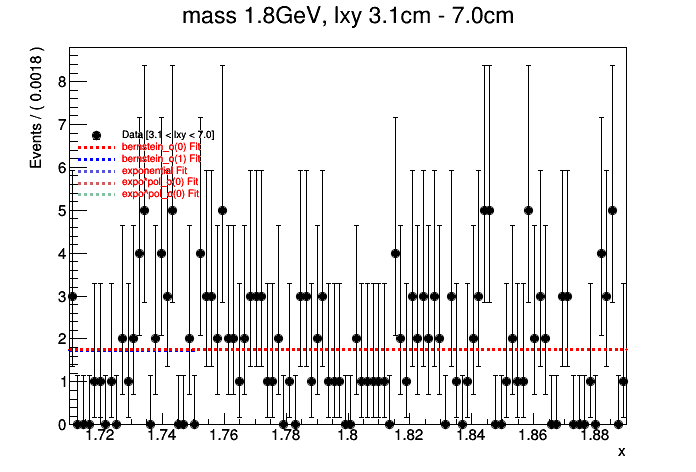 mass 1.8GeV, lxy 3.1cm - 7.0cm
Events / ( 0.0018 )
8
7
6
5
4
3
2
1
0
Data [3.1 < lxy < 7.0]
bernstein_o(0) Fit
bernstein_o(1) Fit
exponential Fit
expo*pol_o(0) Fit
expo*pol_o(0) Fit
1.72 1.74 1.76 1.78 1.8 1.82 1.84 1.86 1.88
x